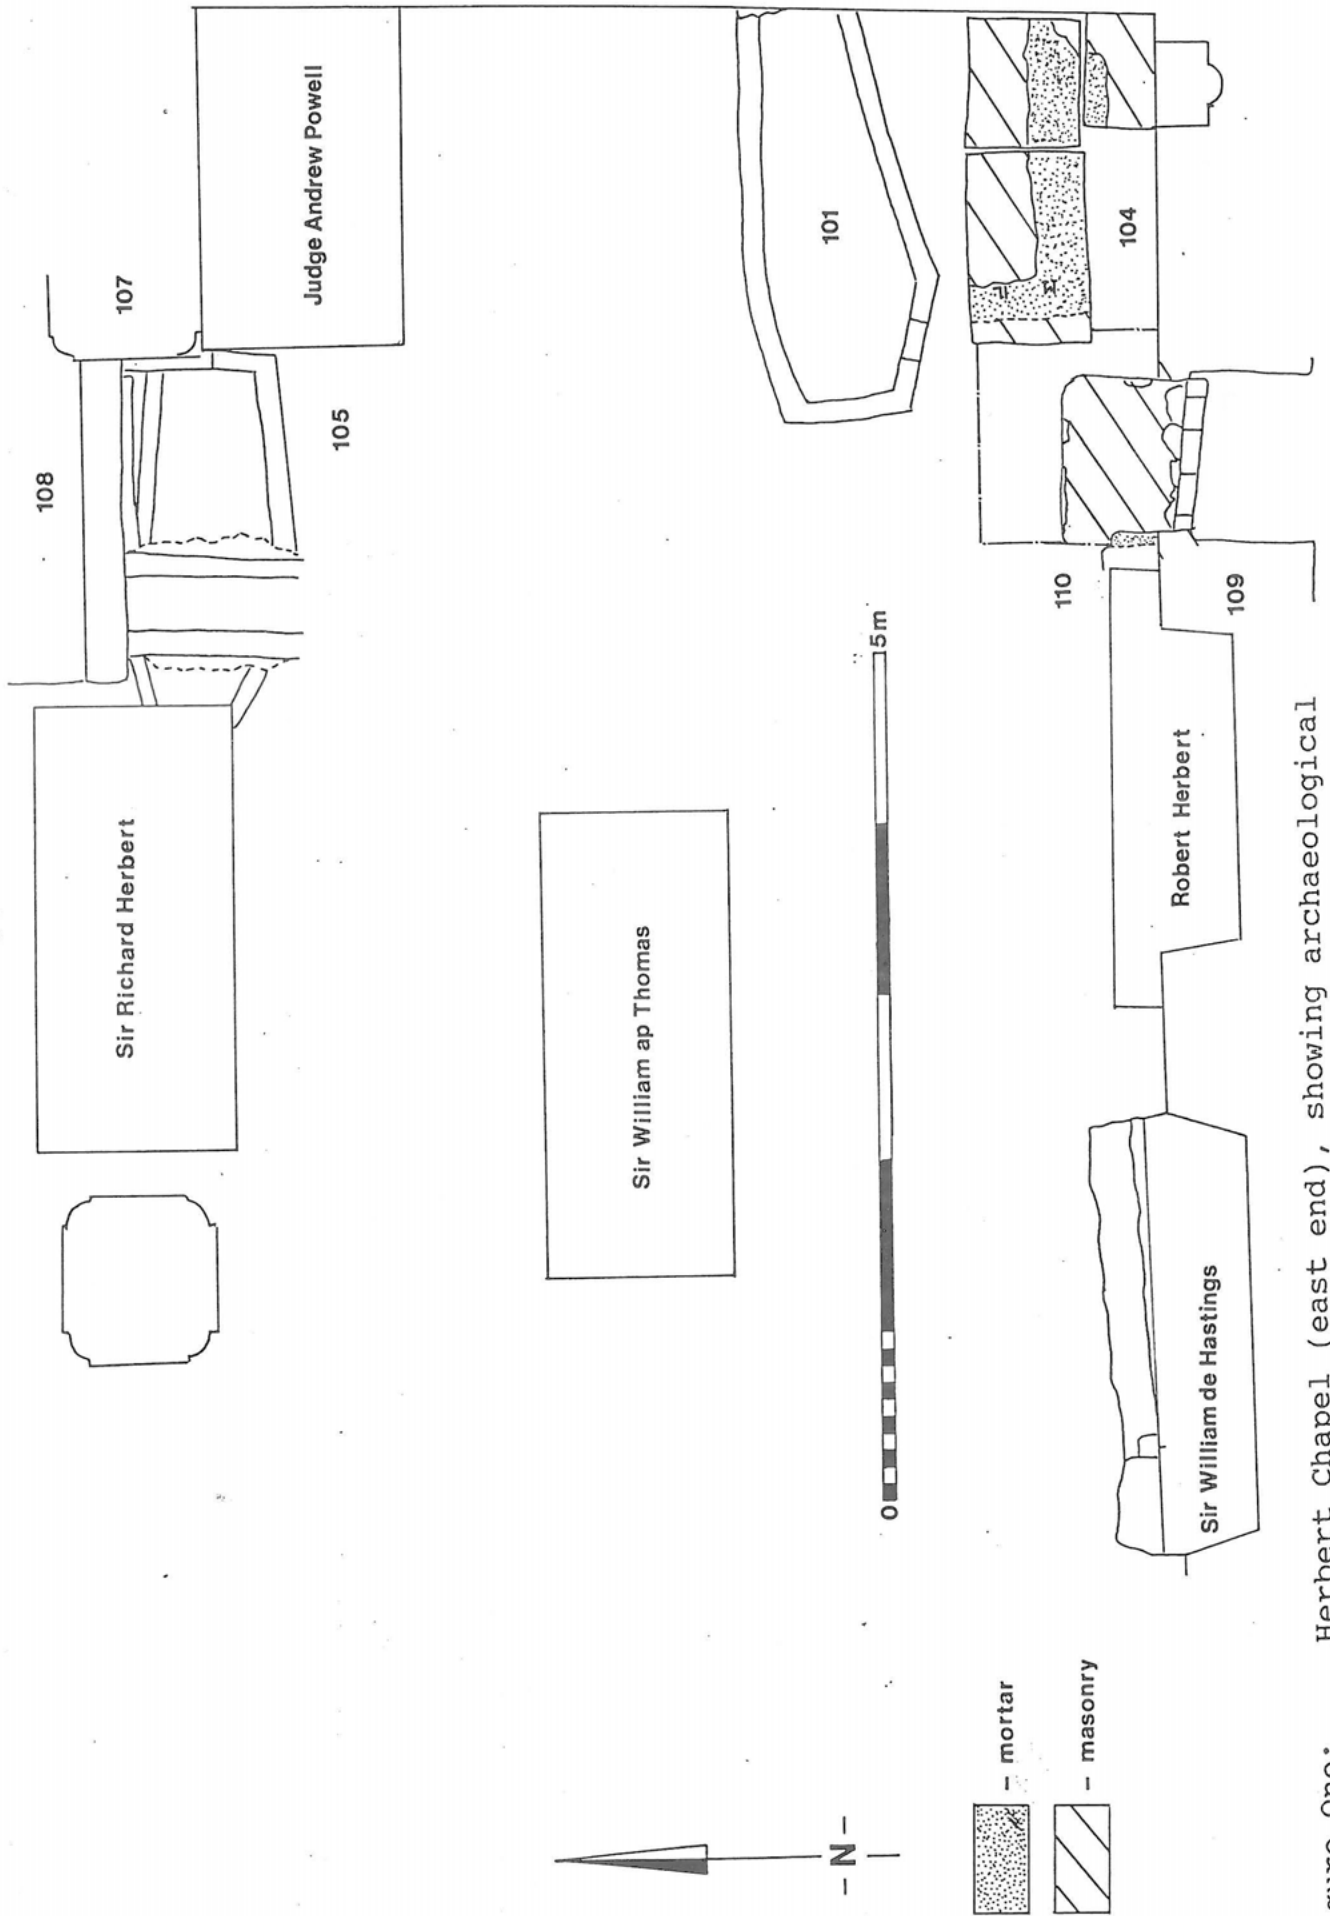 108
107
Judge Andrew Powell
105
Sir Richard Herbert
101
Sir William ap Thomas
0
5m
104
110
109
Robert Herbert
Sir William de Hastings
– N –
– mortar
– masonry
M
Herbert Chapel (east end), showing archaeological